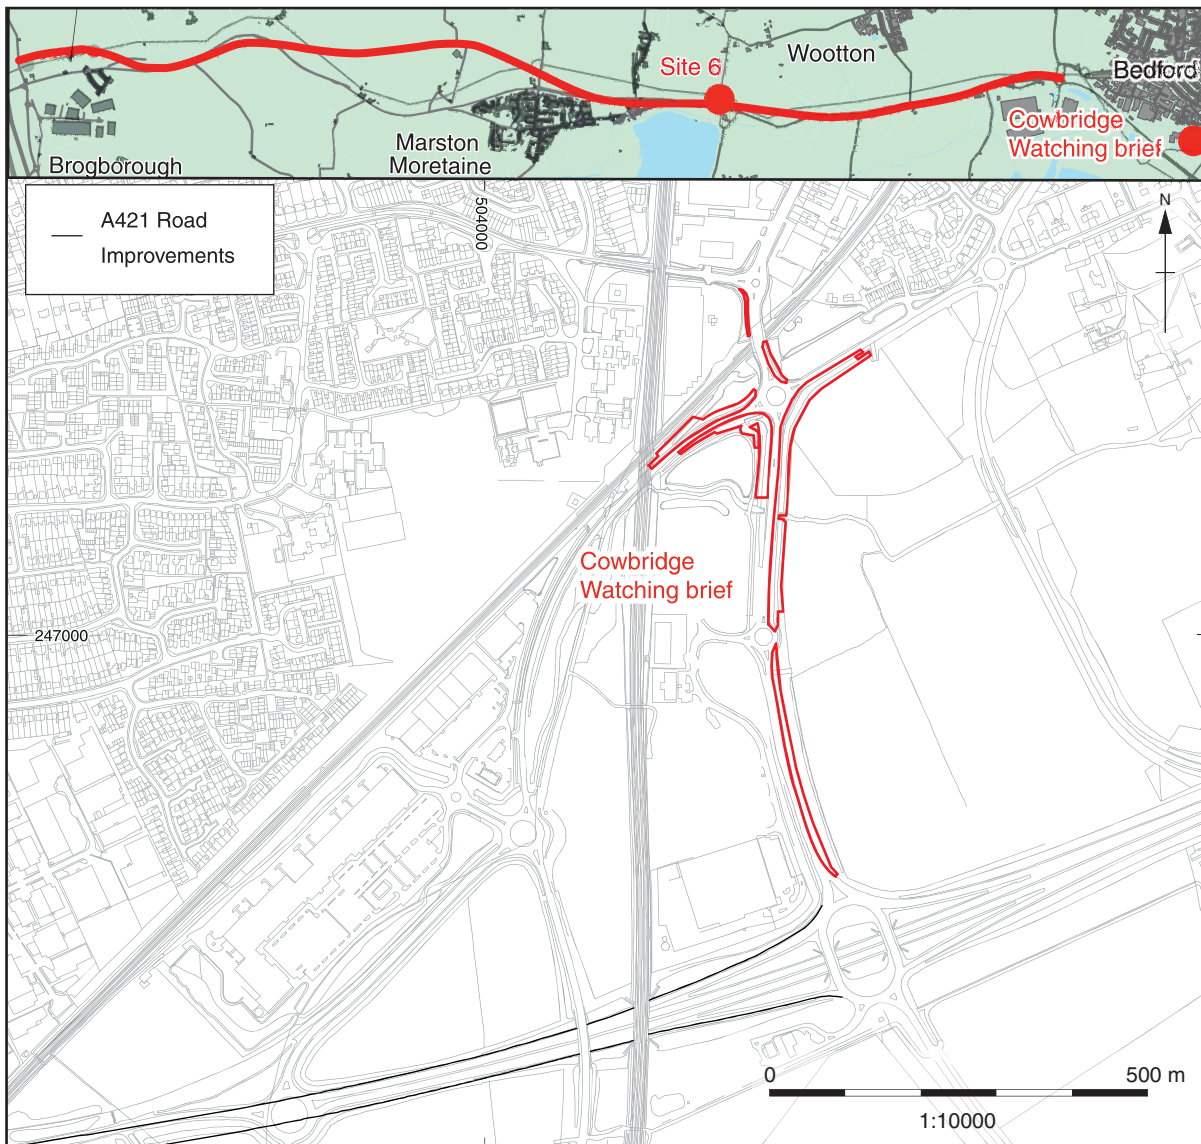 Wootton
Site 6
Bedford
Cowbridge
Watching brief
Marston
Moretaine
Brogborough
A421 Road
Improvements
504000
N
Cowbridge
Watching brief
247000
0 500 m
1:10000